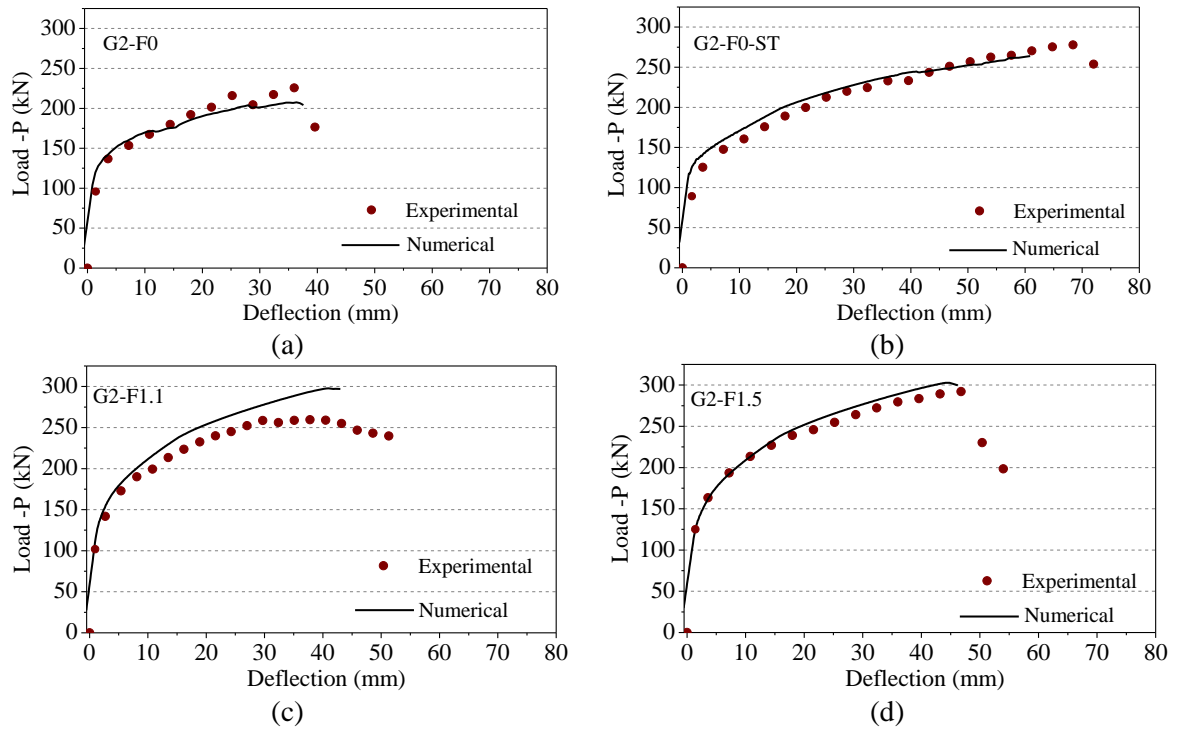 G2-F0
Load -P (kN)
300
250
200
150
100
50
0
Experimental
Numerical
0 10 20 30 40 50 60 70 80
Deflection (mm)
(a)
G2-F0-ST
Load -P (kN)
300
250
200
150
100
50
0
Experimental
Numerical
0 10 20 30 40 50 60 70 80
Deflection (mm)
(b)
G2-F1.1
Load -P (kN)
300
250
200
150
100
50
0
Experimental
Numerical
0 10 20 30 40 50 60 70 80
Deflection (mm)
(c)
G2-F1.5
Load -P (kN)
300
250
200
150
100
50
0
Experimental
Numerical
0 10 20 30 40 50 60 70 80
Deflection (mm)
(d)